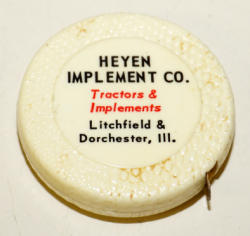 HEYEN
IMPLEMENT CO.
Tractors &
Implements
Litchfield &
Dorchester, Ill.